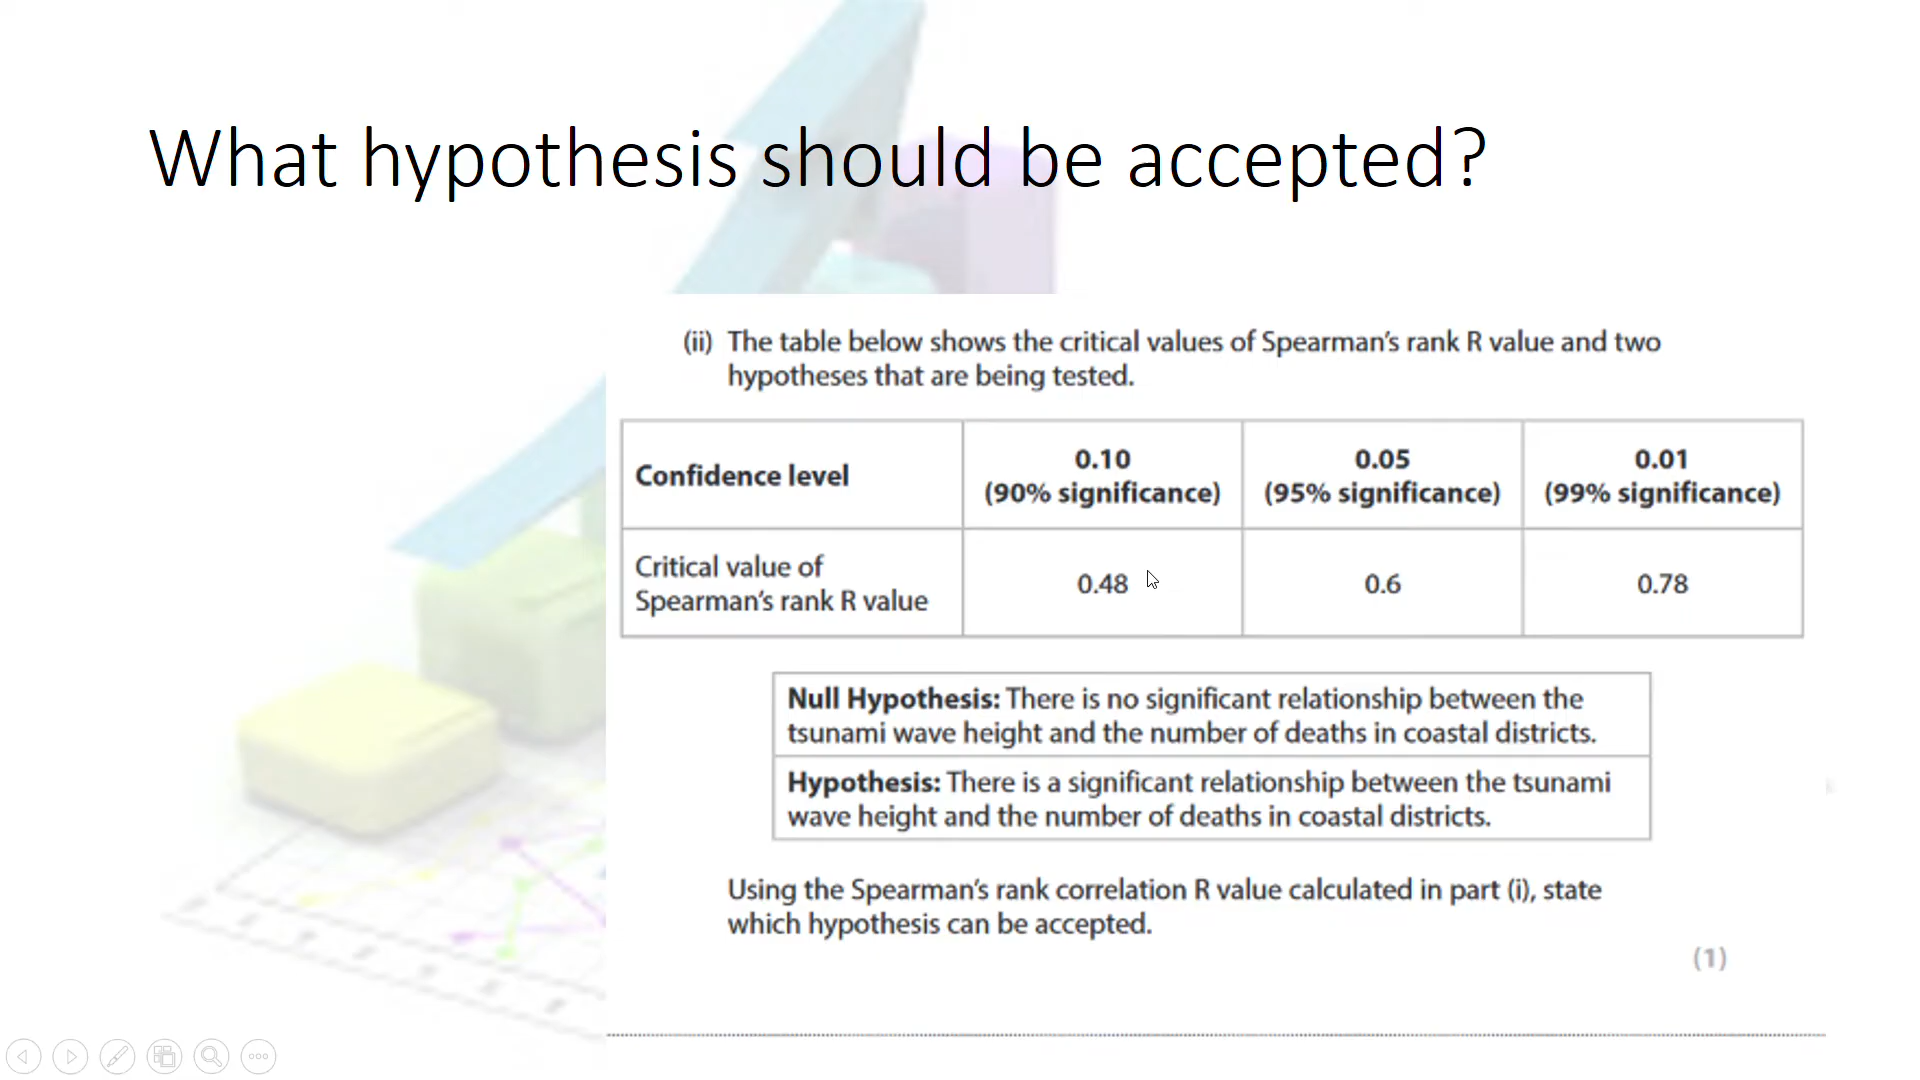 What hypothesis should be accepted?
(ii) The table below shows the critical values of Spearman's rank R value and two
hypotheses that are being tested.
Confidence level
0.10
(90% significance)
0.05
(95% significance)
0.01
(99% significance)
Critical value of
Spearman's rank R value
0.48
0.6
0.78
Null Hypothesis: There is no significant relationship between the
tsunami wave height and the number of deaths in coastal districts.
Hypothesis: There is a significant relationship between the tsunami
wave height and the number of deaths in coastal districts.
Using the Spearman's rank correlation R value calculated in part (i), state
which hypothesis can be accepted.
(1)